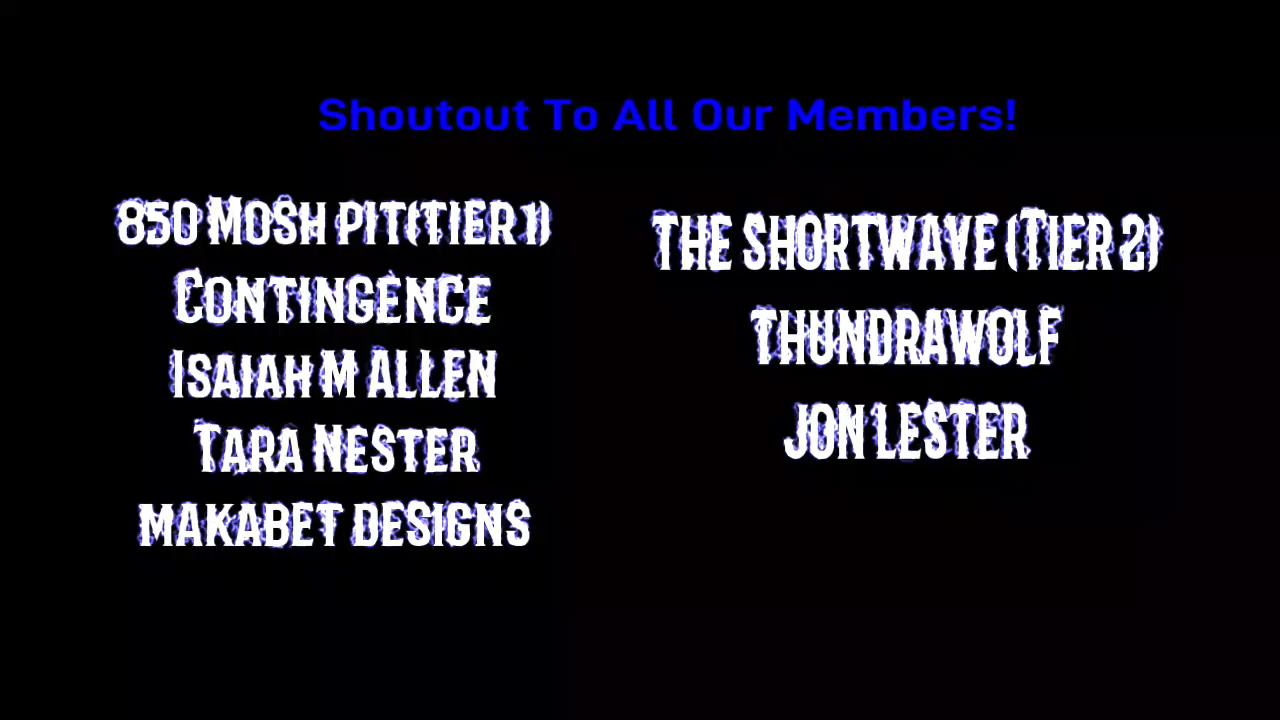 Shoutout To All Our Members!
850 Mosh pit(tier 1)
Contingence
Isaiah M Allen
Tara Nester
makabet designs
The Shortwave (Tier 2)
Thundrawolf
Jon Lester